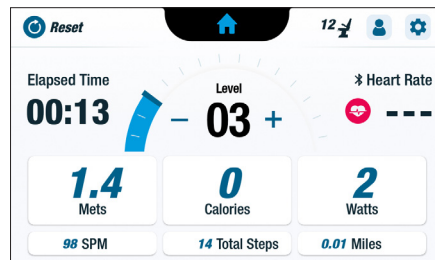 Reset
12
Elapsed Time
00:13
Level
− 03 +
Heart Rate
---
1.4
Mets
0
Calories
2
Watts
98 SPM
14 Total Steps
0.01 Miles